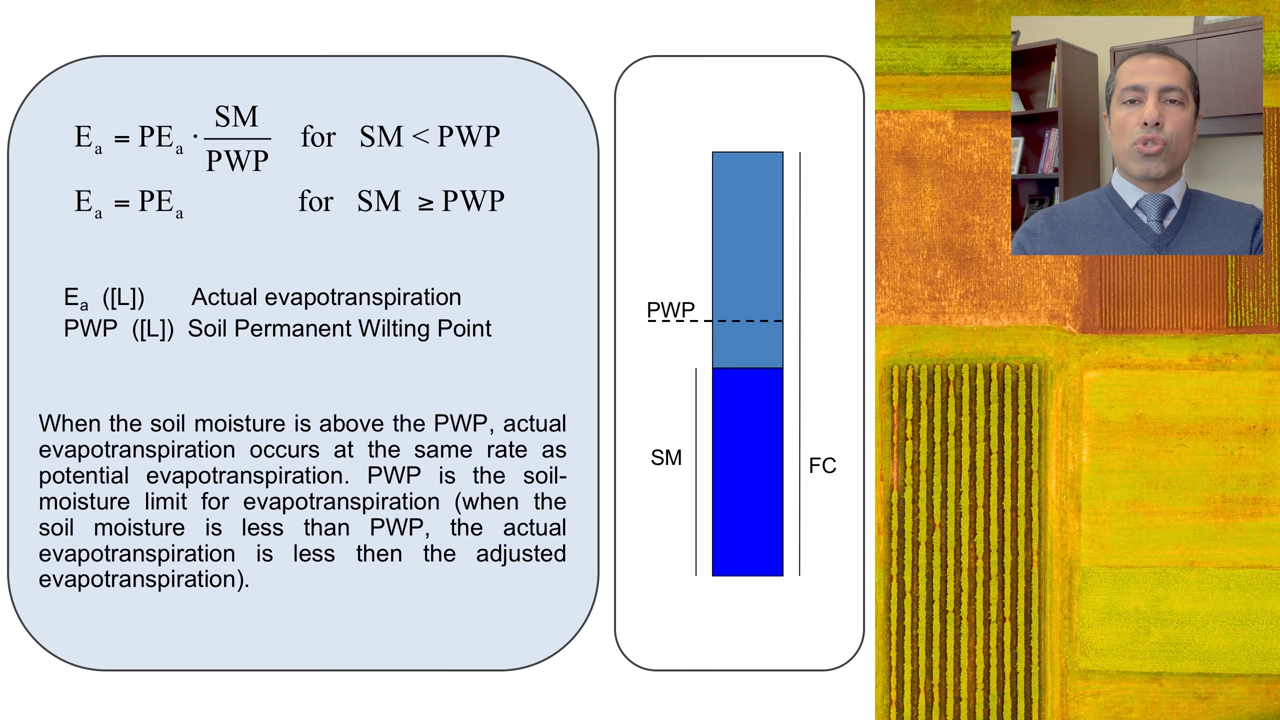 Eₐ = PEₐ · SM/PWP for SM < PWP
Eₐ = PEₐ for SM ≥ PWP
Eₐ ([L]) Actual evapotranspiration
PWP ([L]) Soil Permanent Wilting Point
When the soil moisture is above the PWP, actual
evapotranspiration occurs at the same rate as
potential evapotranspiration. PWP is the soil-
moisture limit for evapotranspiration (when the
soil moisture is less than PWP, the actual
evapotranspiration is less then the adjusted
evapotranspiration).
PWP
SM
FC